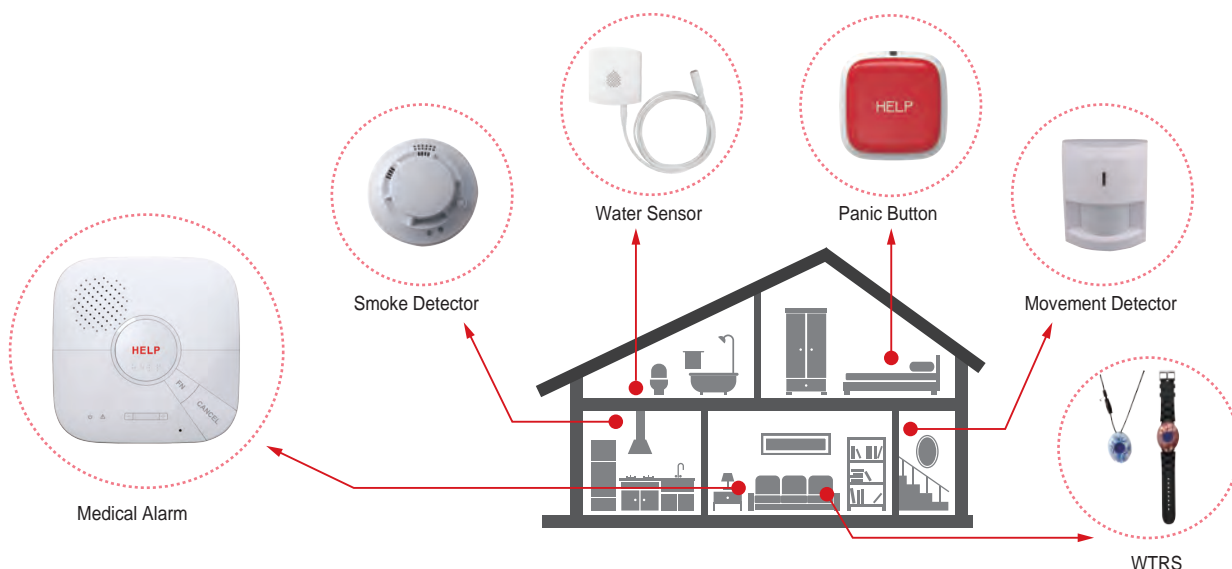 HELP
Water Sensor
Panic Button
Smoke Detector
Movement Detector
HELP
FN
CANCEL
Medical Alarm
WTRS